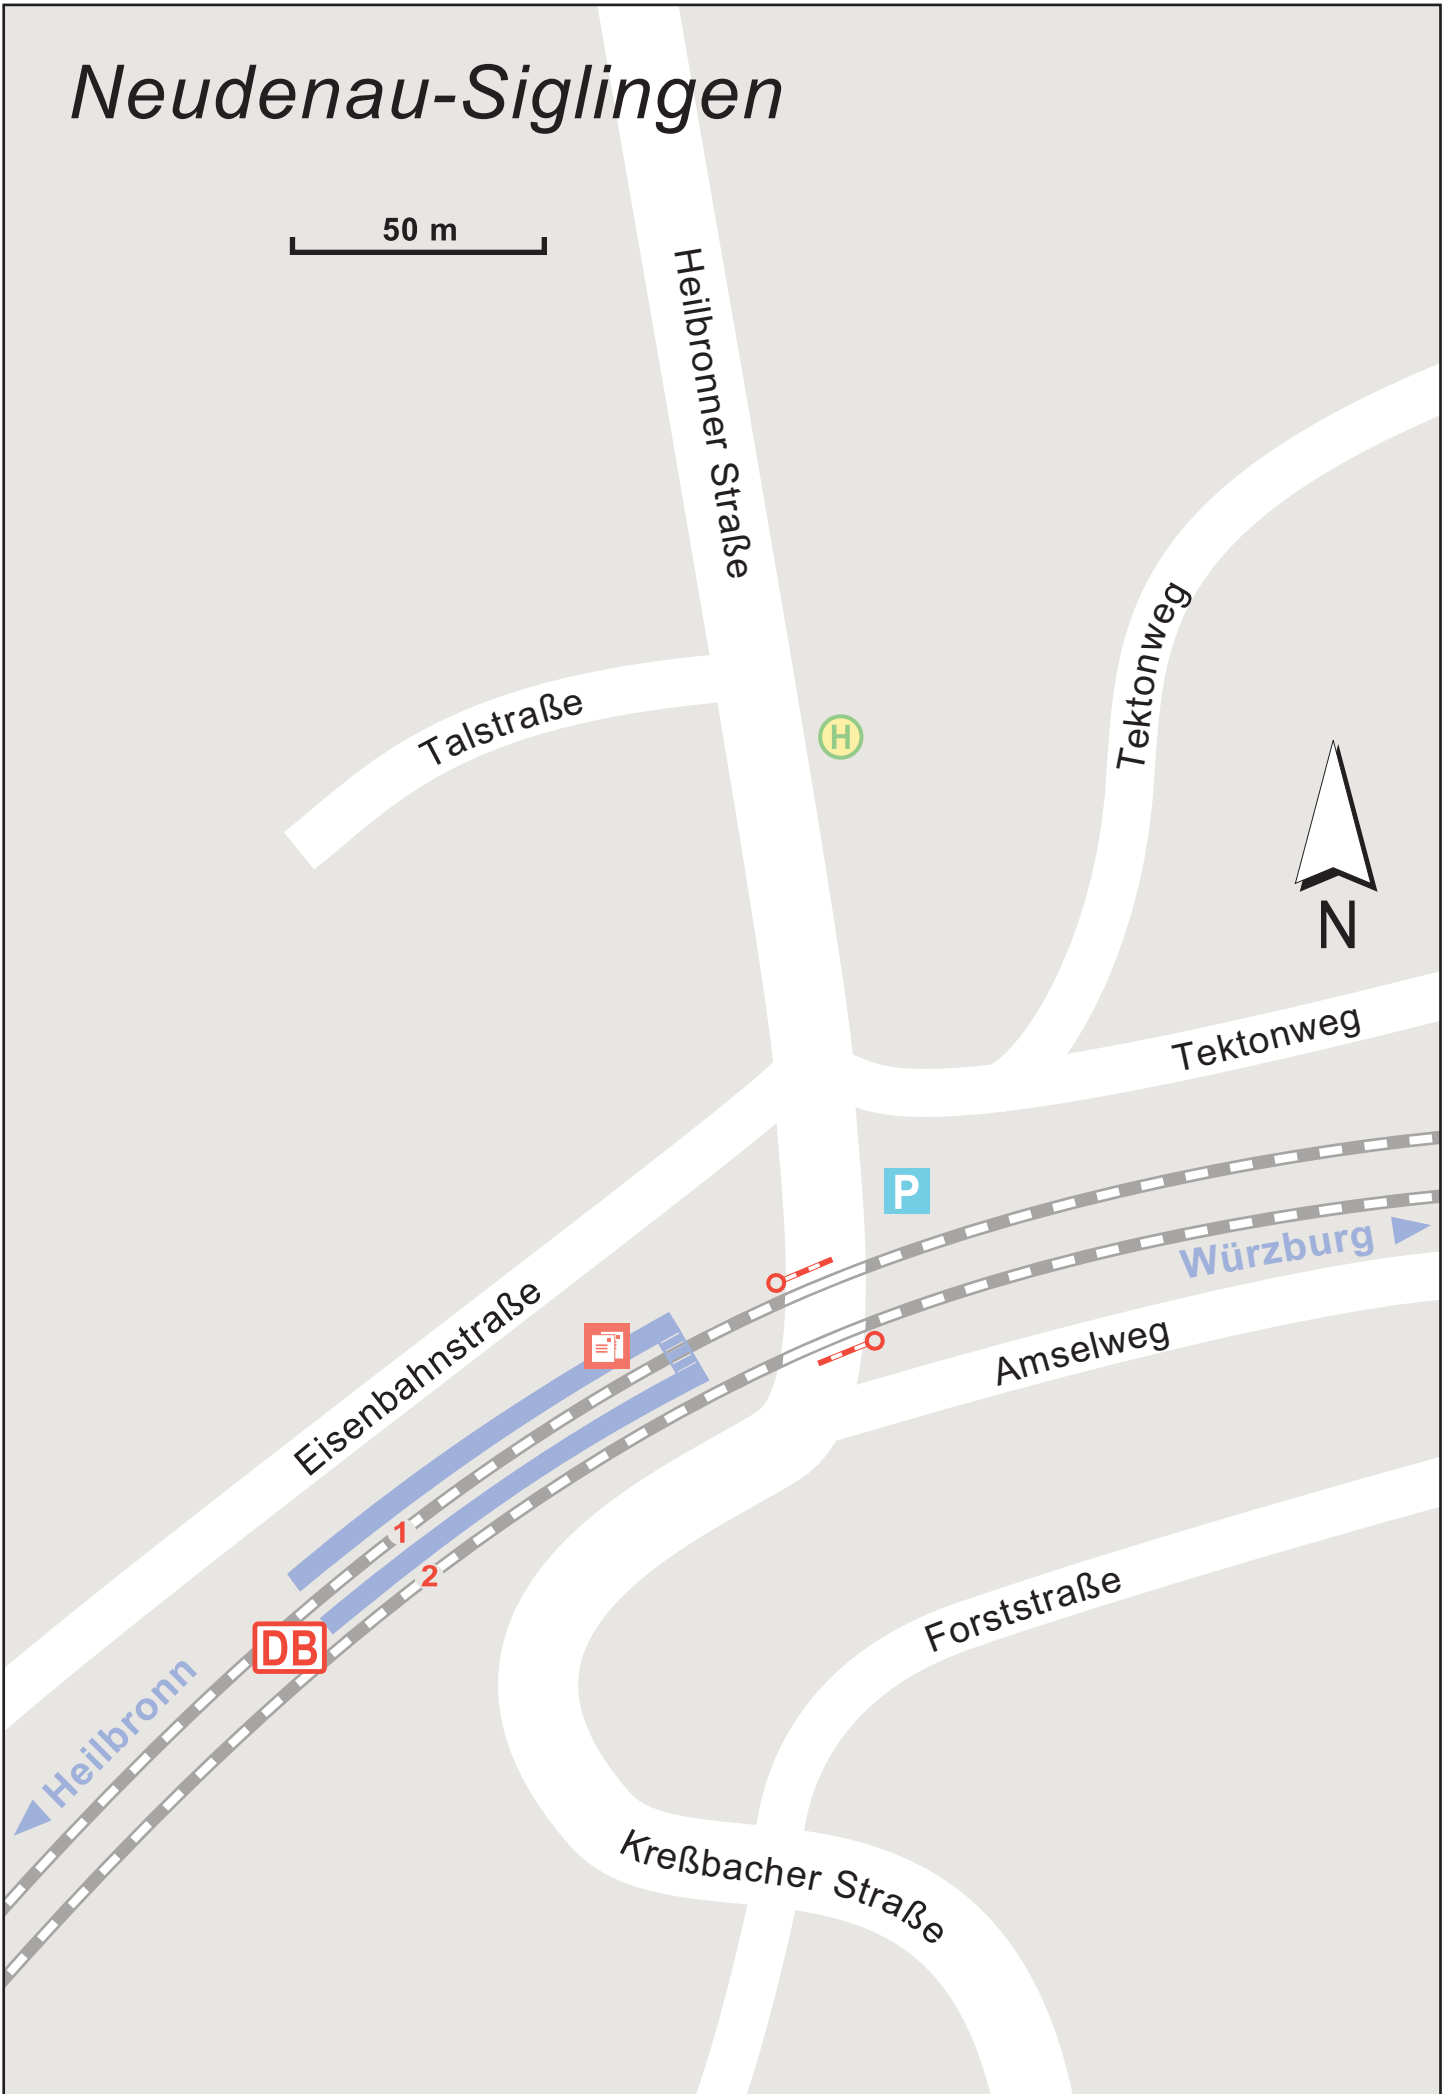 Neudenau-Siglingen
50 m
Heilbronner Straße
Tektonweg
Talstraße
H
N
Tektonweg
P
Würzburg
Eisenbahnstraße
Amselweg
1
2
Forststraße
DB
Heilbronn
Kreßbacher Straße